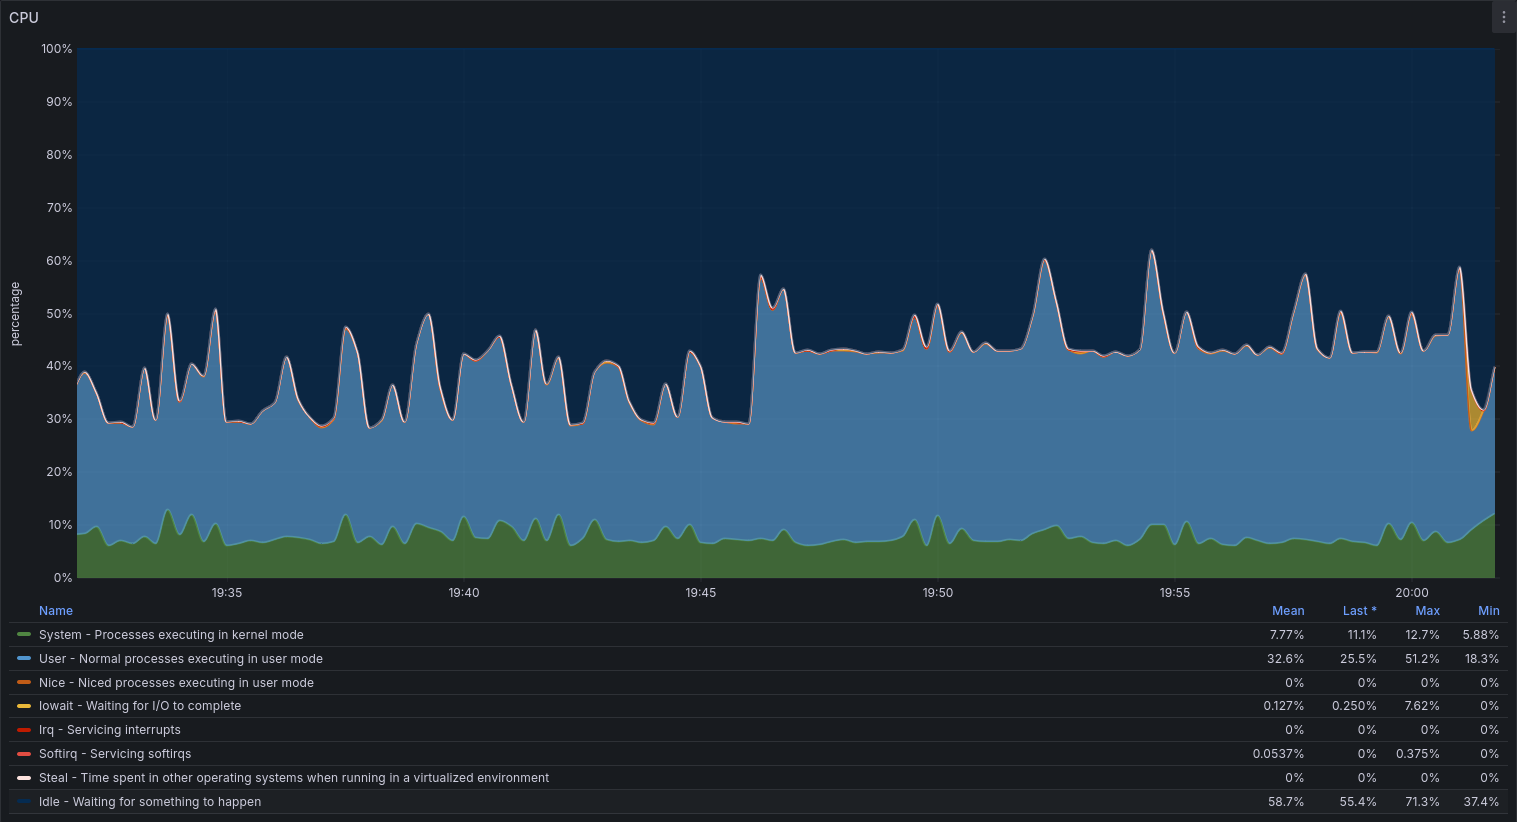 CPU
100%
90%
80%
70%
60%
50%
40%
30%
20%
10%
0%
percentage
19:35 19:40 19:45 19:50 19:55 20:00
Name Mean Last * Max Min
System - Processes executing in kernel mode 7.77% 11.1% 12.7% 5.88%
User - Normal processes executing in user mode 32.6% 25.5% 51.2% 18.3%
Nice - Niced processes executing in user mode 0% 0% 0% 0%
Iowait - Waiting for I/O to complete 0.127% 0.250% 7.62% 0%
Irq - Servicing interrupts 0% 0% 0% 0%
Softirq - Servicing softirqs 0.0537% 0% 0.375% 0%
Steal - Time spent in other operating systems when running in a virtualized environment 0% 0% 0% 0%
Idle - Waiting for something to happen 58.7% 55.4% 71.3% 37.4%